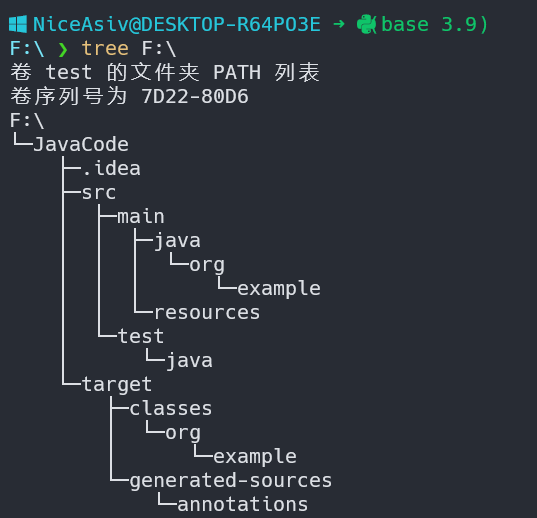 NiceAsiv@DESKTOP-R64PO3E → base 3.9)
F:\ ❯ tree F:\
卷 test 的文件夹 PATH 列表
卷序列号为 7D22-80D6
F:\
└─JavaCode
    ├─.idea
    ├─src
    │  ├─main
    │  │  ├─java
    │  │  │  └─org
    │  │  │      └─example
    │  │  └─resources
    │  └─test
    │      └─java
    └─target
        ├─classes
        │  └─org
        │      └─example
        └─generated-sources
            └─annotations